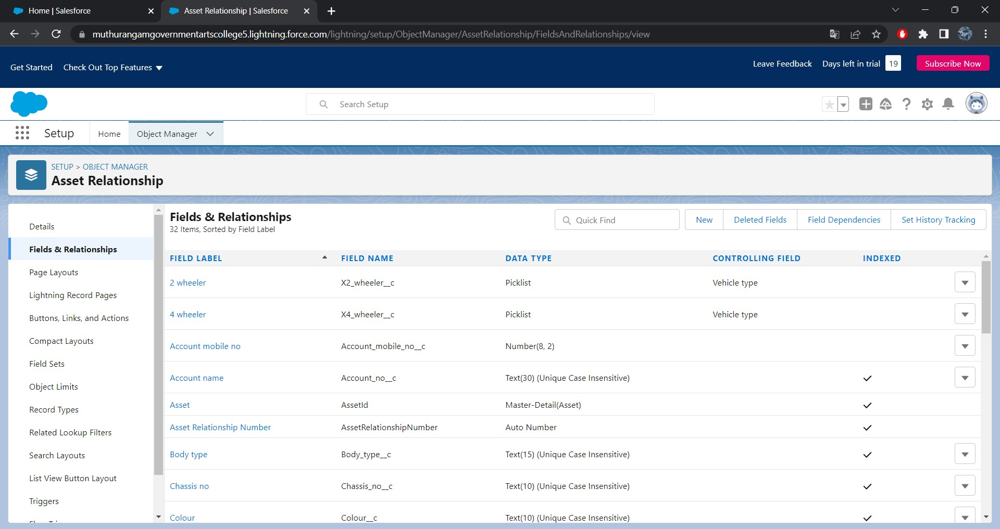 Home | Salesforce
Asset Relationship | Salesforce
muthurangamgovernmentartscollege5.lightning.force.com/lightning/setup/ObjectManager/AssetRelationship/FieldsAndRelationships/view
Get Started Check Out Top Features
Leave Feedback Days left in trial 19 Subscribe Now
Search Setup
Setup Home Object Manager
SETUP > OBJECT MANAGER
Asset Relationship
Details
Fields & Relationships
Page Layouts
Lightning Record Pages
Buttons, Links, and Actions
Compact Layouts
Field Sets
Object Limits
Record Types
Related Lookup Filters
Search Layouts
List View Button Layout
Triggers
Fields & Relationships
32 Items, Sorted by Field Label
Quick Find New Deleted Fields Field Dependencies Set History Tracking
FIELD LABEL FIELD NAME DATA TYPE CONTROLLING FIELD INDEXED
2 wheeler X2_wheeler__c Picklist Vehicle type
4 wheeler X4_wheeler__c Picklist Vehicle type
Account mobile no Account_mobile_no__c Number(8, 2)
Account name Account_no__c Text(30) (Unique Case Insensitive)
Asset AssetId Master-Detail(Asset)
Asset Relationship Number AssetRelationshipNumber Auto Number
Body type Body_type__c Text(15) (Unique Case Insensitive)
Chassis no Chassis_no__c Text(10) (Unique Case Insensitive)
Colour Colour__c Text(10) (Unique Case Insensitive)